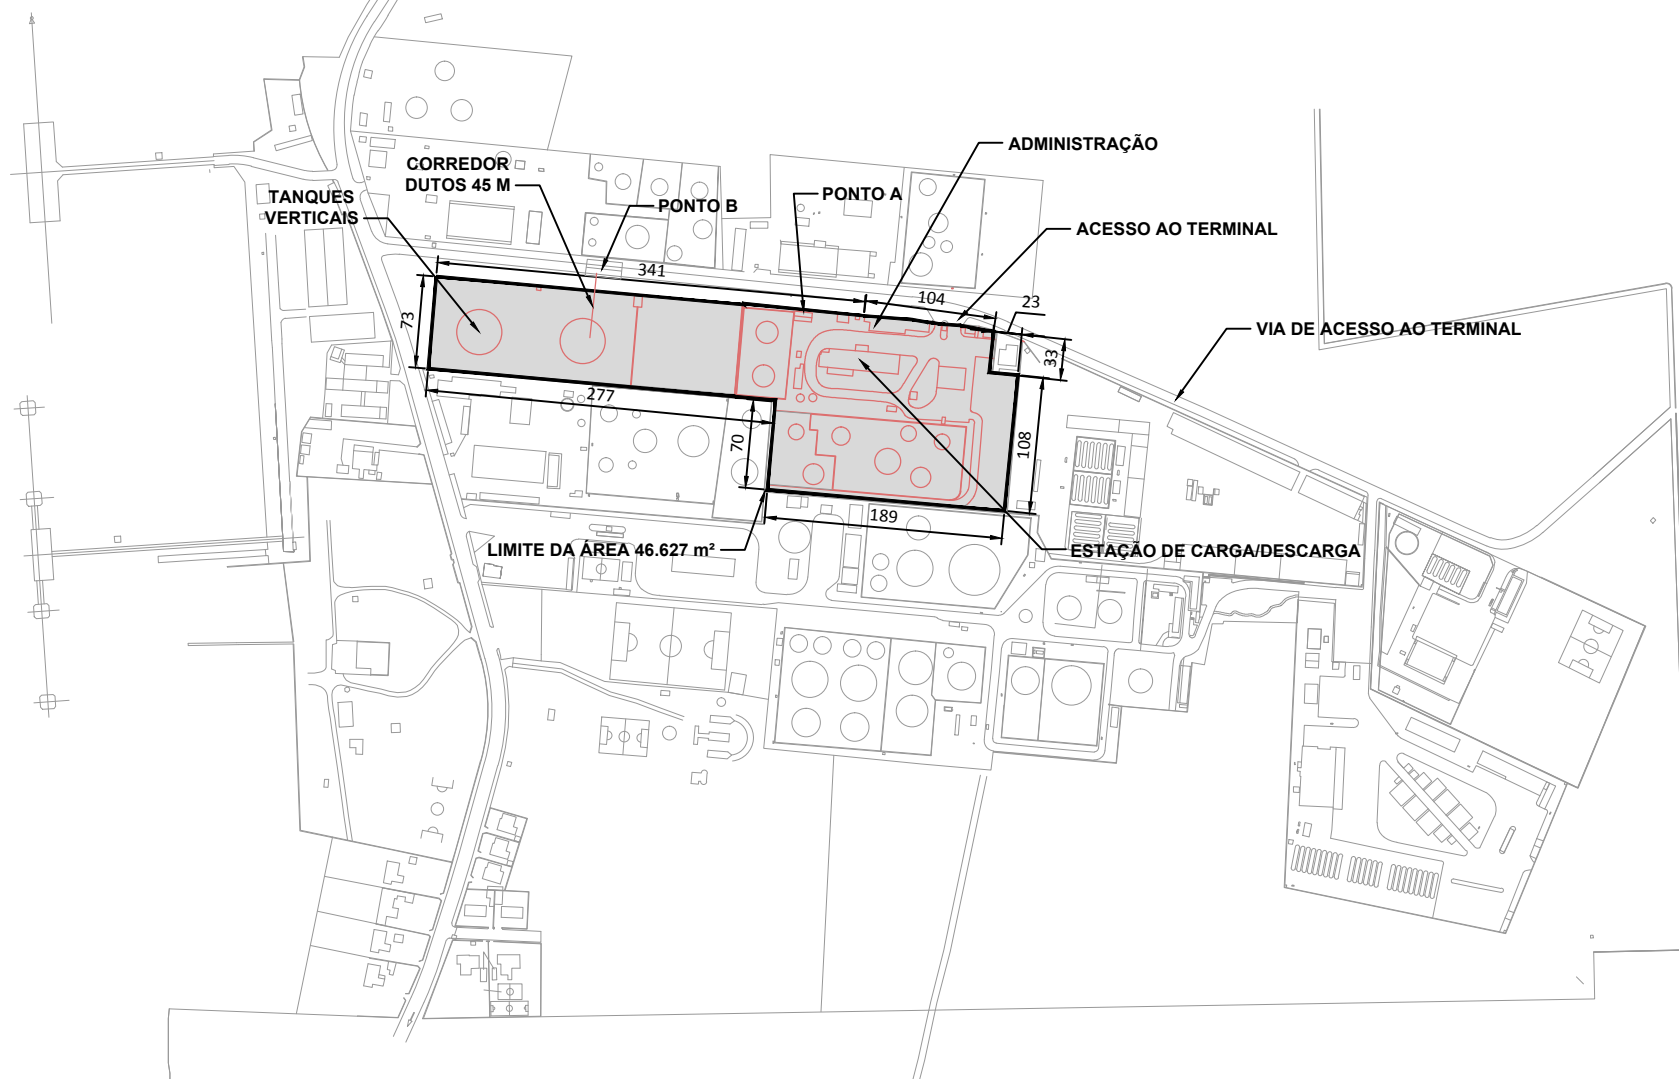 ADMINISTRAÇÃO
CORREDOR
DUTOS 45 M
TANQUES
VERTICAIS
PONTO B
PONTO A
ACESSO AO TERMINAL
341
104
23
VIA DE ACESSO AO TERMINAL
73
33
277
70
108
189
LIMITE DA ÁREA 46.627 m²
ESTAÇÃO DE CARGA/DESCARGA